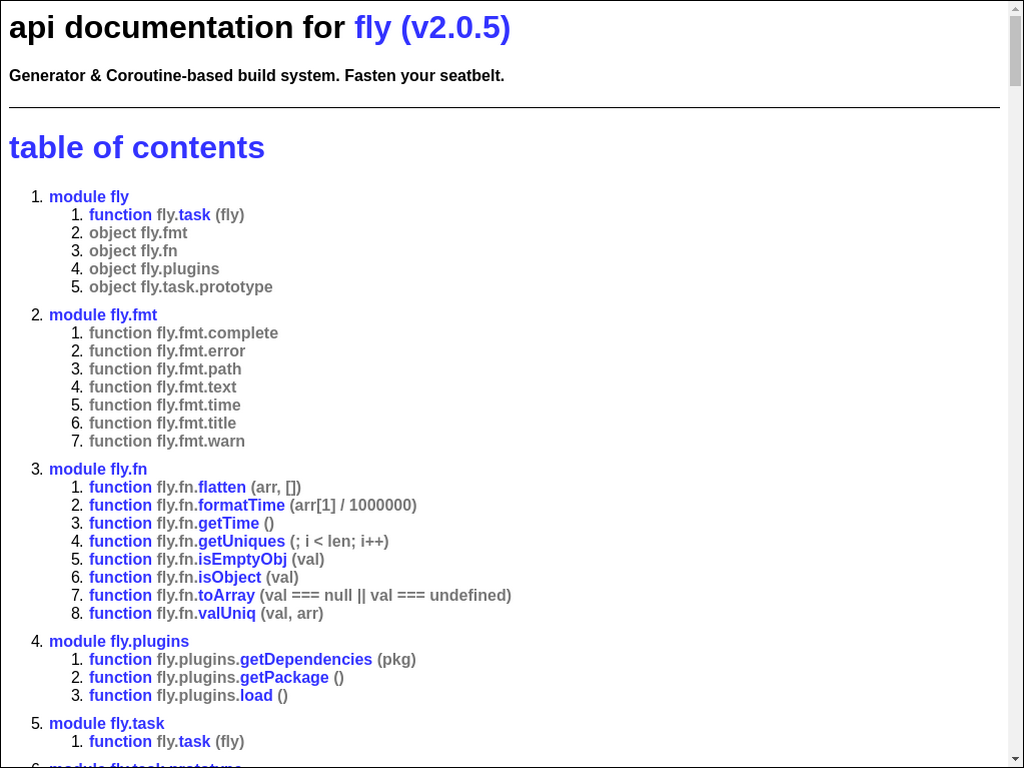 api documentation for fly (v2.0.5)
Generator & Coroutine-based build system. Fasten your seatbelt.
table of contents
1. module fly
1. function fly.task (fly)
2. object fly.fmt
3. object fly.fn
4. object fly.plugins
5. object fly.task.prototype
2. module fly.fmt
1. function fly.fmt.complete
2. function fly.fmt.error
3. function fly.fmt.path
4. function fly.fmt.text
5. function fly.fmt.time
6. function fly.fmt.title
7. function fly.fmt.warn
3. module fly.fn
1. function fly.fn.flatten (arr, [])
2. function fly.fn.formatTime (arr[1] / 1000000)
3. function fly.fn.getTime ()
4. function fly.fn.getUniques (; i < len; i++)
5. function fly.fn.isEmptyObj (val)
6. function fly.fn.isObject (val)
7. function fly.fn.toArray (val === null || val === undefined)
8. function fly.fn.valUniq (val, arr)
4. module fly.plugins
1. function fly.plugins.getDependencies (pkg)
2. function fly.plugins.getPackage ()
3. function fly.plugins.load ()
5. module fly.task
1. function fly.task (fly)
6. module fly.task.prototype